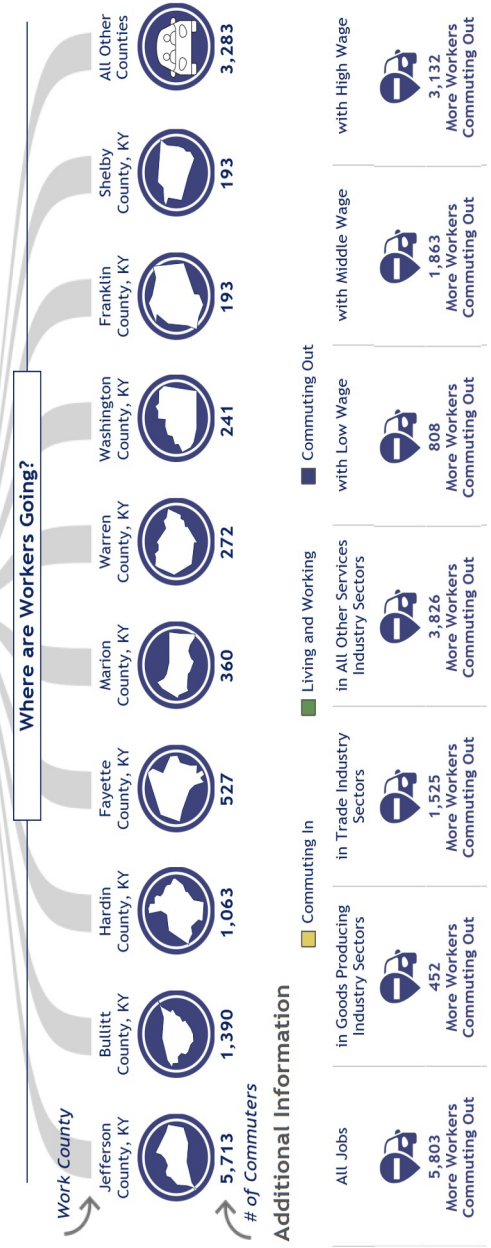 Where are Workers Going?
Work County
Jefferson
County, KY
5,713
Bullitt
County, KY
1,390
Hardin
County, KY
1,063
Fayette
County, KY
527
Marion
County, KY
360
Warren
County, KY
272
Washington
County, KY
241
Franklin
County, KY
193
Shelby
County, KY
193
All Other
Counties
3,283
# of Commuters
Additional Information
Commuting In
Living and Working
Commuting Out
All Jobs
5,803
More Workers
Commuting Out
in Goods Producing
Industry Sectors
452
More Workers
Commuting Out
in Trade Industry
Sectors
1,525
More Workers
Commuting Out
in All Other Services
Industry Sectors
3,826
More Workers
Commuting Out
with Low Wage
808
More Workers
Commuting Out
with Middle Wage
1,863
More Workers
Commuting Out
with High Wage
3,132
More Workers
Commuting Out